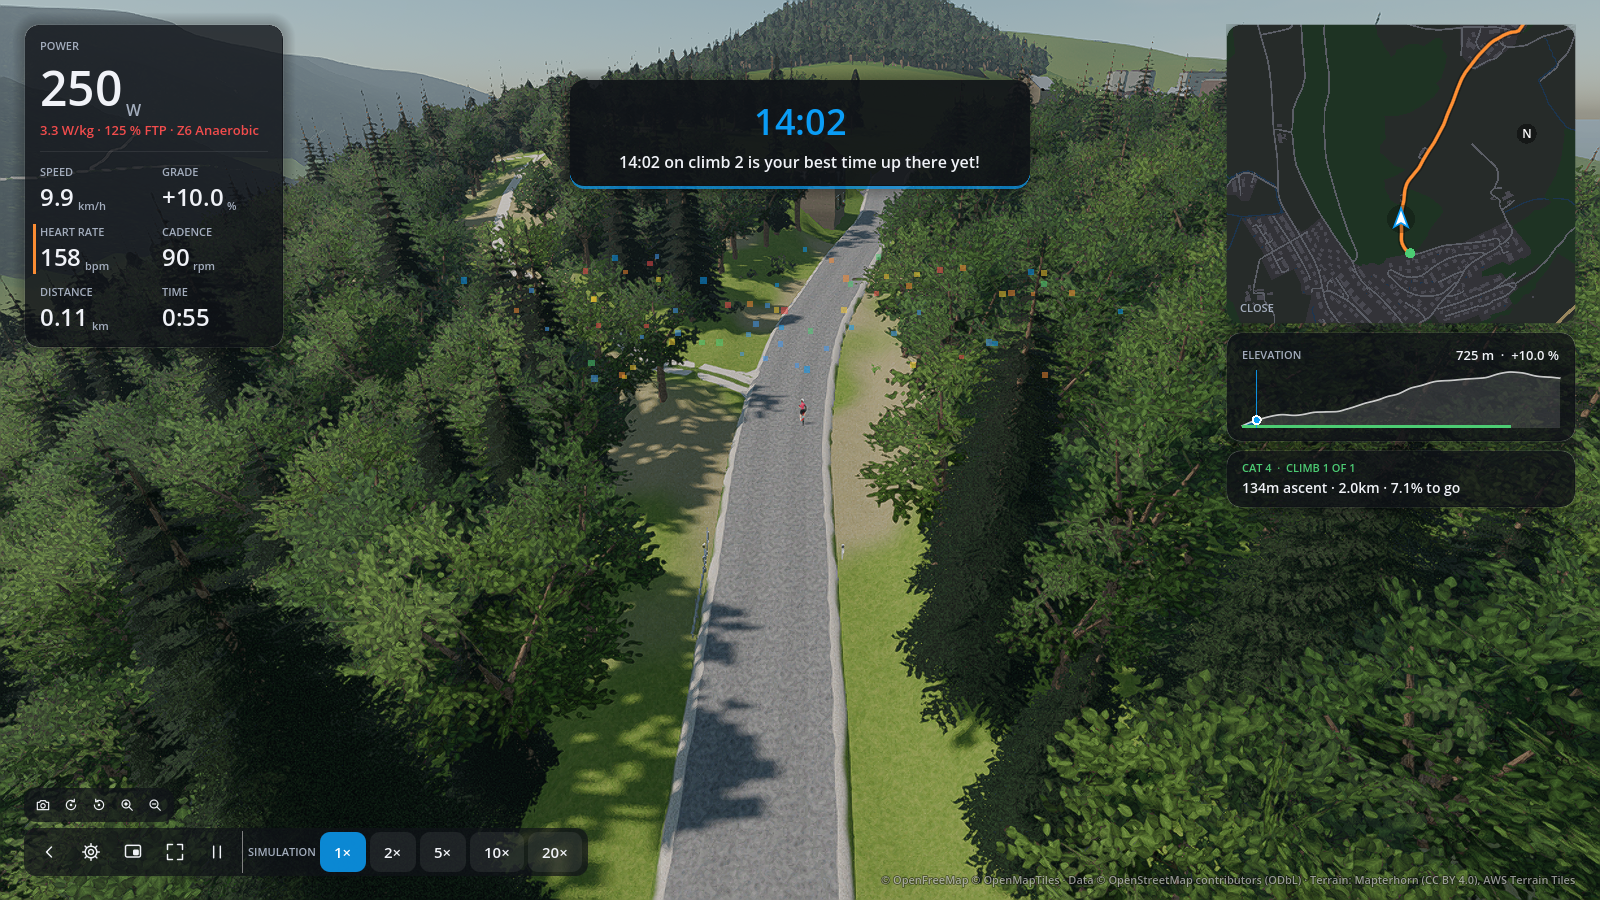 POWER
250 W
3.3 W/kg · 125 % FTP · Z6 Anaerobic
SPEED
9.9 km/h
GRADE
+10.0 %
HEART RATE
158 bpm
CADENCE
90 rpm
DISTANCE
0.11 km
TIME
0:55
14:02
14:02 on climb 2 is your best time up there yet!
N
CLOSE
ELEVATION
725 m · +10.0 %
CAT 4 · CLIMB 1 OF 1
134m ascent · 2.0km · 7.1% to go
SIMULATION
1×
2×
5×
10×
20×
© OpenFreeMap © OpenMapTiles · Data © OpenStreetMap contributors (ODbL) · Terrain: Mapterhorn (CC BY 4.0), AWS Terrain Tiles